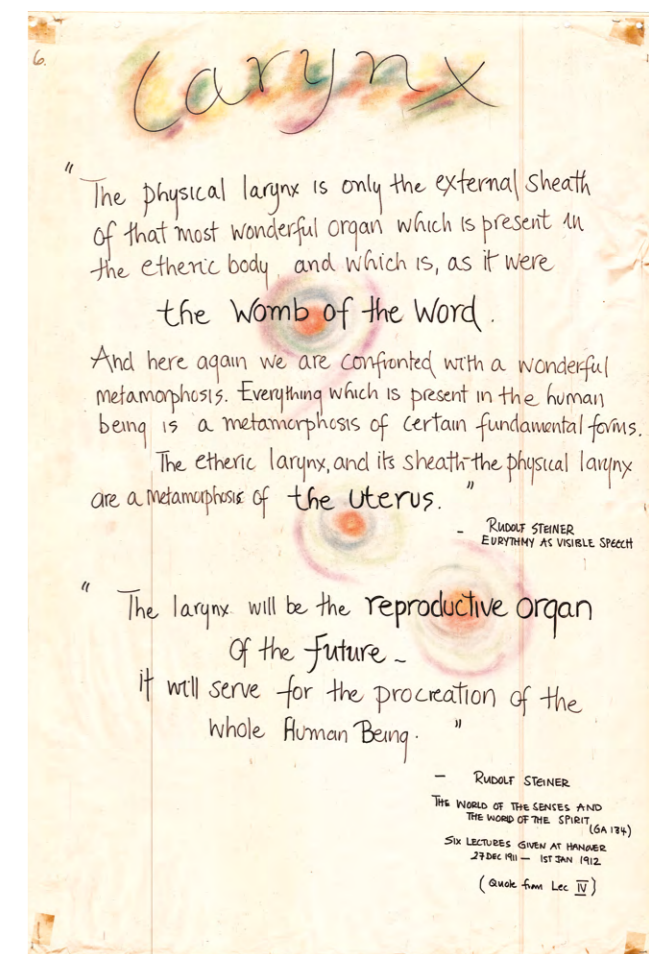 6.
Larynx
"The physical larynx is only the external sheath
of that most wonderful organ which is present in
the etheric body and which is, as it were
the Womb of the Word.
And here again we are confronted with a wonderful
metamorphosis. Everything which is present in the human
being is a metamorphosis of certain fundamental forms.
The etheric larynx, and its sheath-the physical larynx
are a metamorphosis of the uterus."
- RUDOLF STEINER
EURYTHMY AS VISIBLE SPEECH
"The larynx will be the reproductive organ
of the future -
it will serve for the procreation of the
whole Human Being."
- RUDOLF STEINER
THE WORLD OF THE SENSES AND
THE WORLD OF THE SPIRIT
(GA 134)
SIX LECTURES GIVEN AT HANOVER
27 DEC 1911 - 1ST JAN 1912
(Quote from Lec IV)